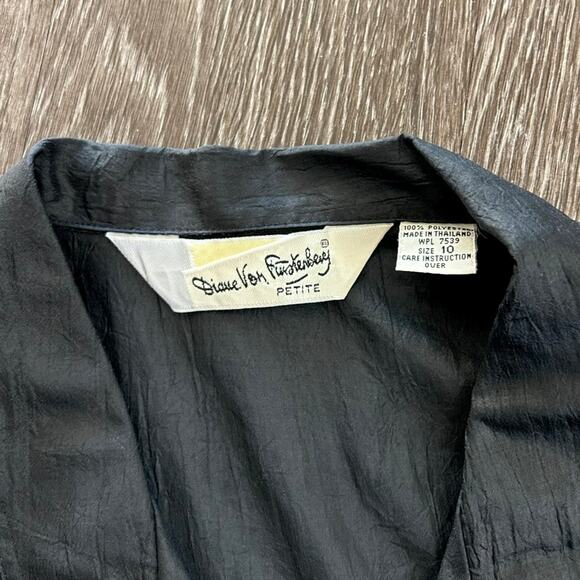 Diane Von Furstenberg
PETITE
100% POLYESTER
MADE IN THAILAND
WPL 7539
SIZE 10
CARE INSTRUCTION
OVER